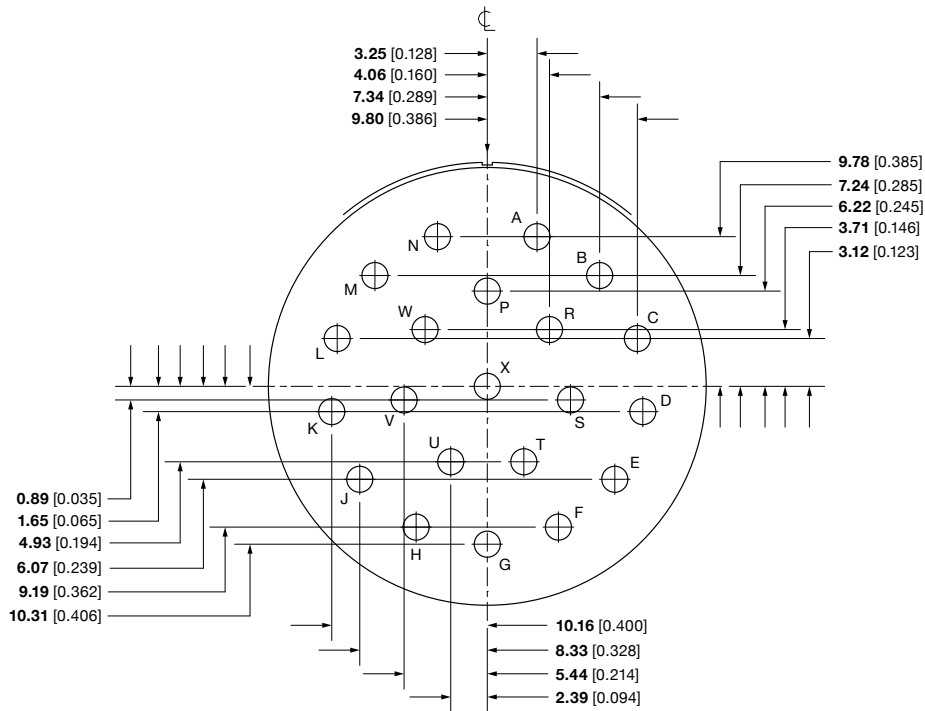 ℄
3.25 [0.128]
4.06 [0.160]
7.34 [0.289]
9.80 [0.386]
9.78 [0.385]
7.24 [0.285]
6.22 [0.245]
3.71 [0.146]
3.12 [0.123]
A
N
B
M
P
W
R
C
L
X
K
V
S
D
U
T
E
J
F
H
G
0.89 [0.035]
1.65 [0.065]
4.93 [0.194]
6.07 [0.239]
9.19 [0.362]
10.31 [0.406]
10.16 [0.400]
8.33 [0.328]
5.44 [0.214]
2.39 [0.094]